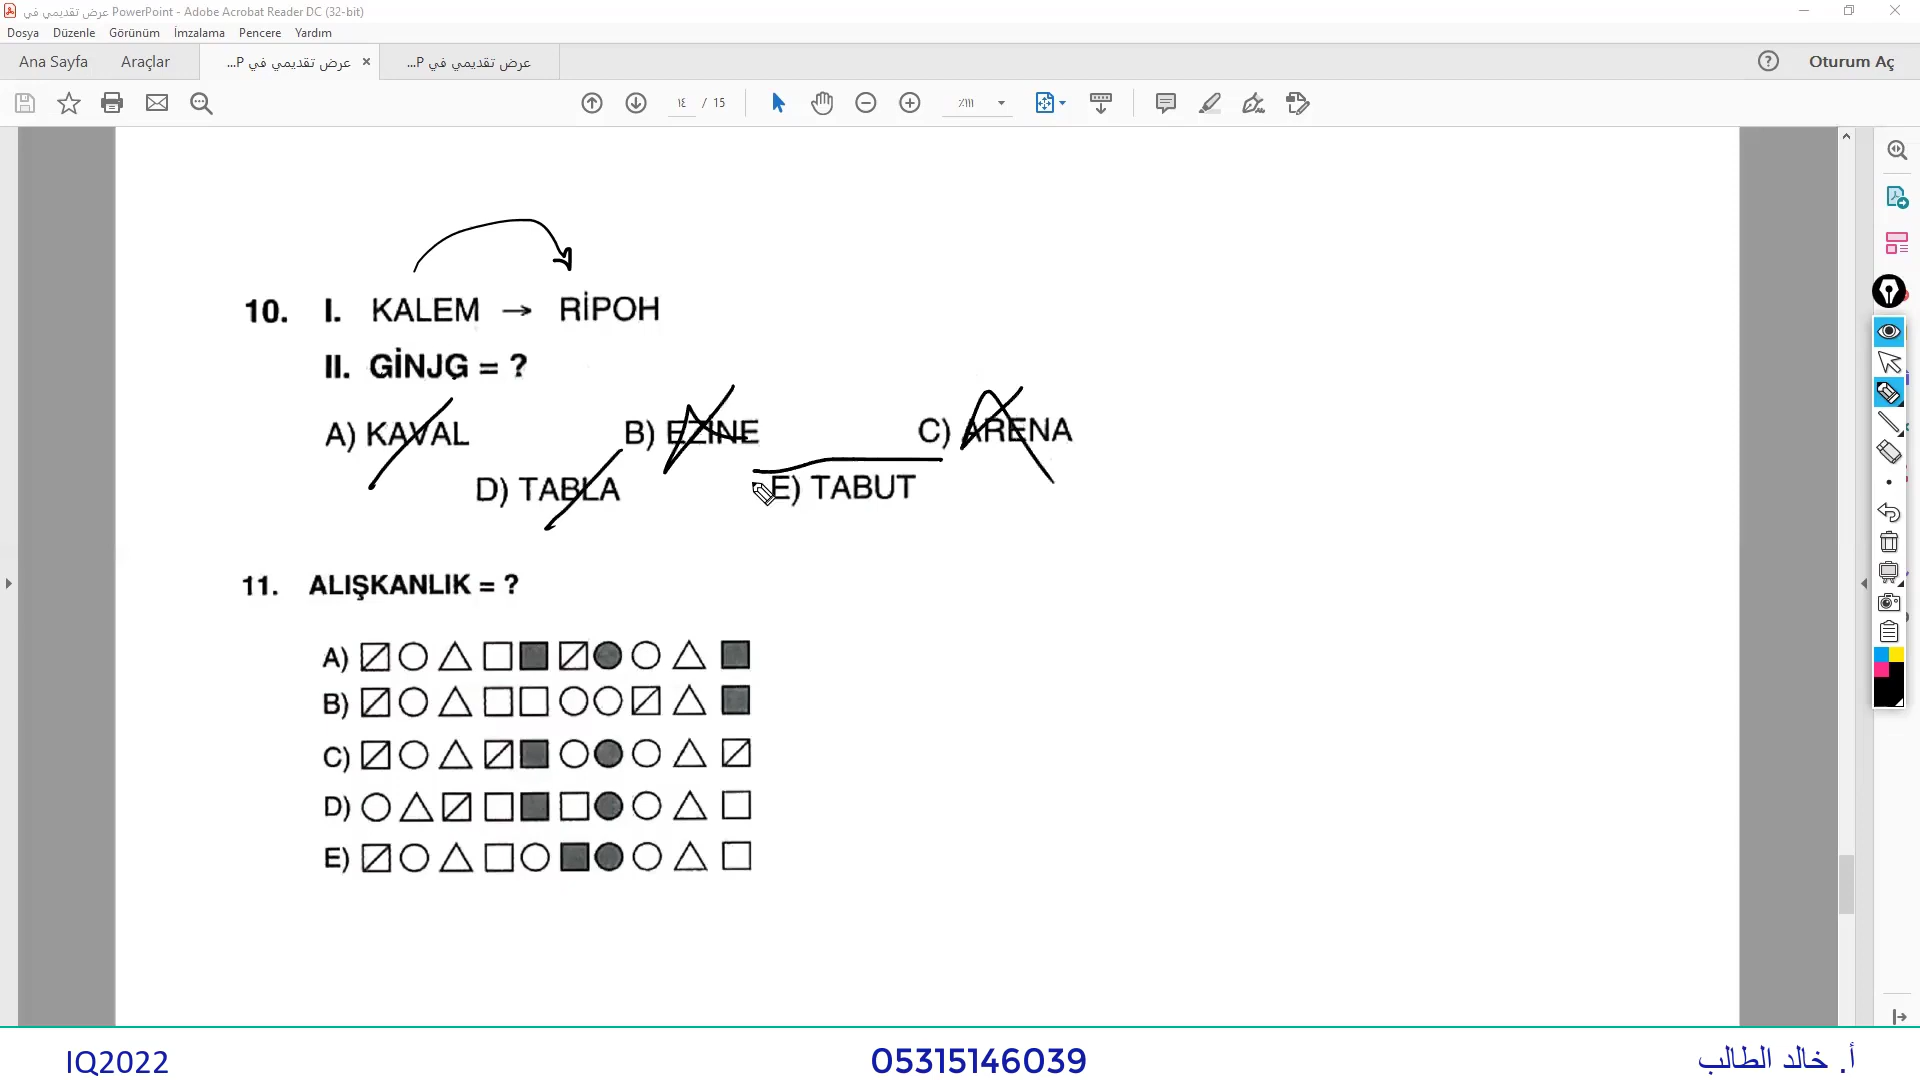 عرض تقديمي في PowerPoint - Adobe Acrobat Reader DC (32-bit)
Dosya Düzenle Görünüm İmzalama Pencere Yardım
Ana Sayfa Araçlar عرض تقديمي في P... × عرض تقديمي في P... Oturum Aç
١٤ / 15 ٪١١١
10. I. KALEM → RİPOH
II. GİNJG = ?
A) KAVAL B) EZINE C) ARENA
D) TABLA E) TABUT
11. ALIŞKANLIK = ?
A)
B)
C)
D)
E)
IQ2022 05315146039 أ. خالد الطالب